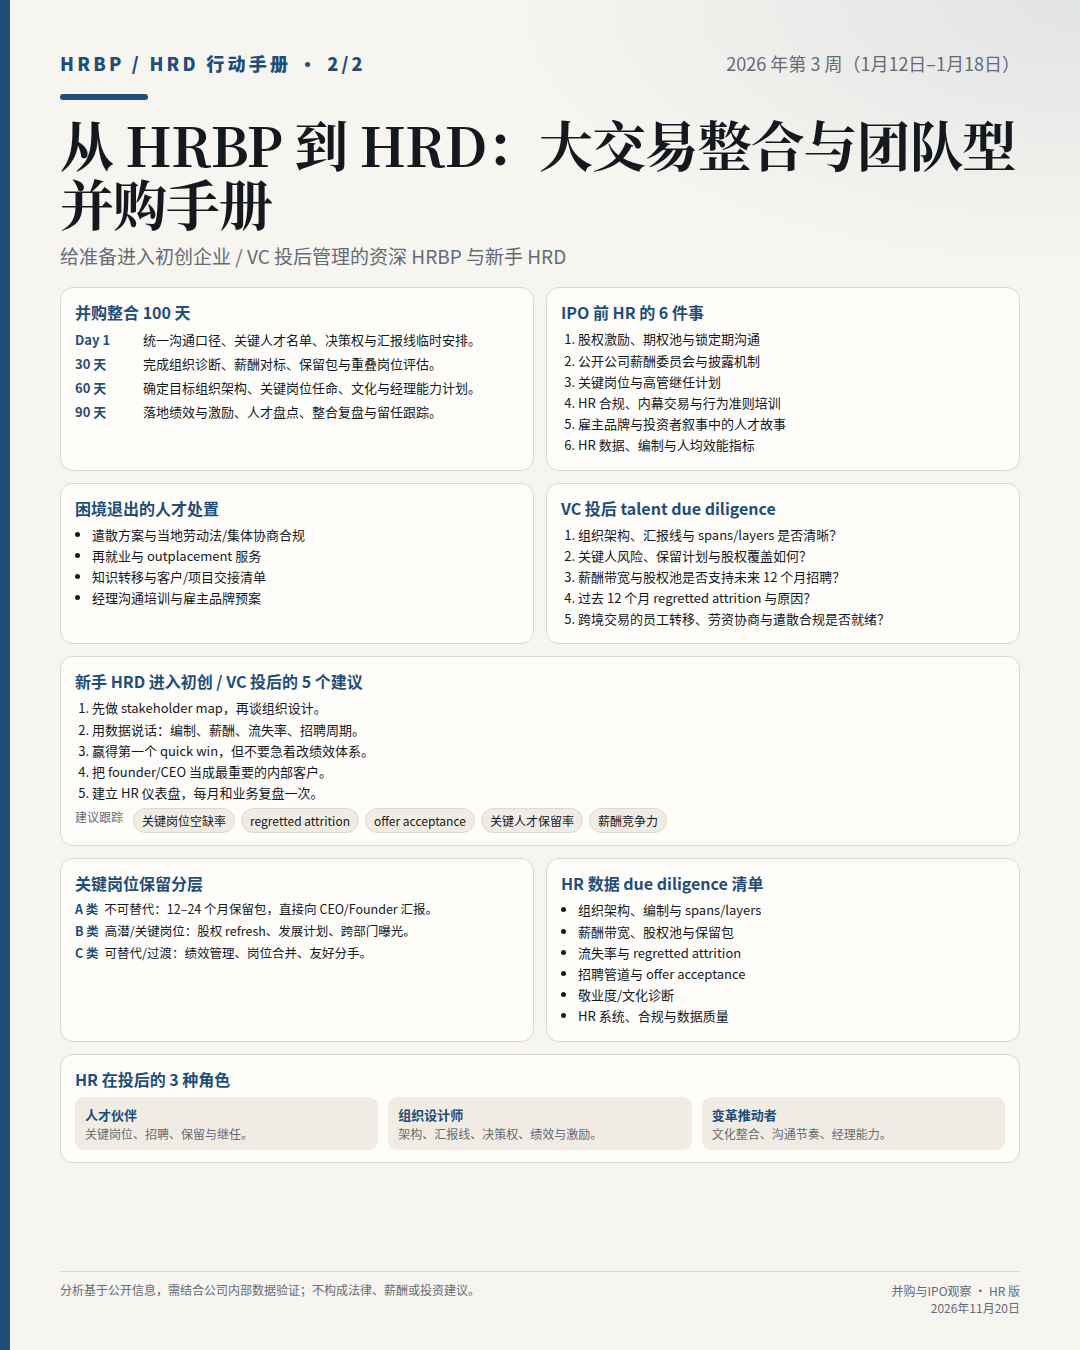 HRBP / HRD 行动手册 · 2/2
2026 年第 3 周（1月12日–1月18日）
从 HRBP 到 HRD：大交易整合与团队型
并购手册
给准备进入初创企业 / VC 投后管理的资深 HRBP 与新手 HRD
并购整合 100 天
Day 1 统一沟通口径、关键人才名单、决策权与汇报线临时安排。
30 天 完成组织诊断、薪酬对标、保留包与重叠岗位评估。
60 天 确定目标组织架构、关键岗位任命、文化与经理能力计划。
90 天 落地绩效与激励、人才盘点、整合复盘与留任跟踪。
IPO 前 HR 的 6 件事
1. 股权激励、期权池与锁定期沟通
2. 公开公司薪酬委员会与披露机制
3. 关键岗位与高管继任计划
4. HR 合规、内幕交易与行为准则培训
5. 雇主品牌与投资者叙事中的人才故事
6. HR 数据、编制与人均效能指标
困境退出的人才处置
• 遣散方案与当地劳动法/集体协商合规
• 再就业与 outplacement 服务
• 知识转移与客户/项目交接清单
• 经理沟通培训与雇主品牌预案
VC 投后 talent due diligence
1. 组织架构、汇报线与 spans/layers 是否清晰？
2. 关键人风险、保留计划与股权覆盖如何？
3. 薪酬带宽与股权池是否支持未来 12 个月招聘？
4. 过去 12 个月 regretted attrition 与原因？
5. 跨境交易的员工转移、劳资协商与遣散合规是否就绪？
新手 HRD 进入初创 / VC 投后的 5 个建议
1. 先做 stakeholder map，再谈组织设计。
2. 用数据说话：编制、薪酬、流失率、招聘周期。
3. 赢得第一个 quick win，但不要急着改绩效体系。
4. 把 founder/CEO 当成最重要的内部客户。
5. 建立 HR 仪表盘，每月和业务复盘一次。
建议跟踪 关键岗位空缺率 regretted attrition offer acceptance 关键人才保留率 薪酬竞争力
关键岗位保留分层
A 类 不可替代：12–24 个月保留包，直接向 CEO/Founder 汇报。
B 类 高潜/关键岗位：股权 refresh、发展计划、跨部门曝光。
C 类 可替代/过渡：绩效管理、岗位合并、友好分手。
HR 数据 due diligence 清单
• 组织架构、编制与 spans/layers
• 薪酬带宽、股权池与保留包
• 流失率与 regretted attrition
• 招聘管道与 offer acceptance
• 敬业度/文化诊断
• HR 系统、合规与数据质量
HR 在投后的 3 种角色
人才伙伴
关键岗位、招聘、保留与继任。
组织设计师
架构、汇报线、决策权、绩效与激励。
变革推动者
文化整合、沟通节奏、经理能力。
分析基于公开信息，需结合公司内部数据验证；不构成法律、薪酬或投资建议。
并购与IPO观察 · HR 版
2026年11月20日